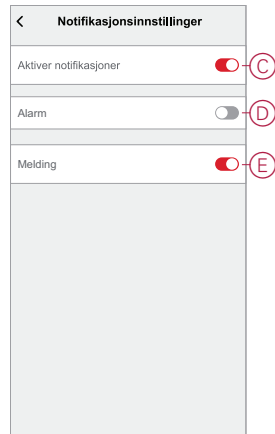 Notifikasjonsinnstillinger
Aktiver notifikasjoner C
Alarm D
Melding E